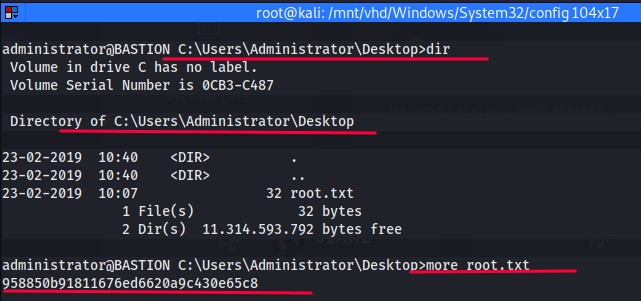 root@kali: /mnt/vhd/Windows/System32/config 104x17
administrator@BASTION C:\Users\Administrator\Desktop>dir
 Volume in drive C has no label.
 Volume Serial Number is 0CB3-C487

 Directory of C:\Users\Administrator\Desktop

23-02-2019  10:40    <DIR>          .
23-02-2019  10:40    <DIR>          ..
23-02-2019  10:07                32 root.txt
               1 File(s)             32 bytes
               2 Dir(s)  11.314.593.792 bytes free

administrator@BASTION C:\Users\Administrator\Desktop>more root.txt
958850b91811676ed6620a9c430e65c8